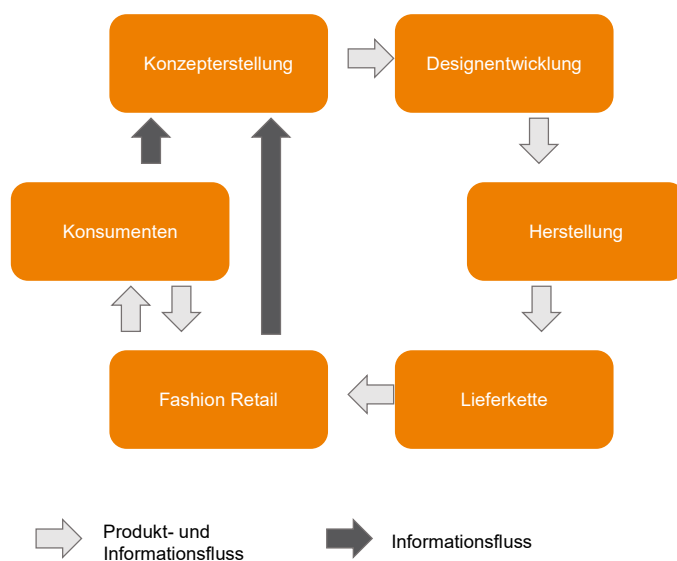 Konzepterstellung
Designentwicklung
Konsumenten
Herstellung
Fashion Retail
Lieferkette
Produkt- und
Informationsfluss
Informationsfluss